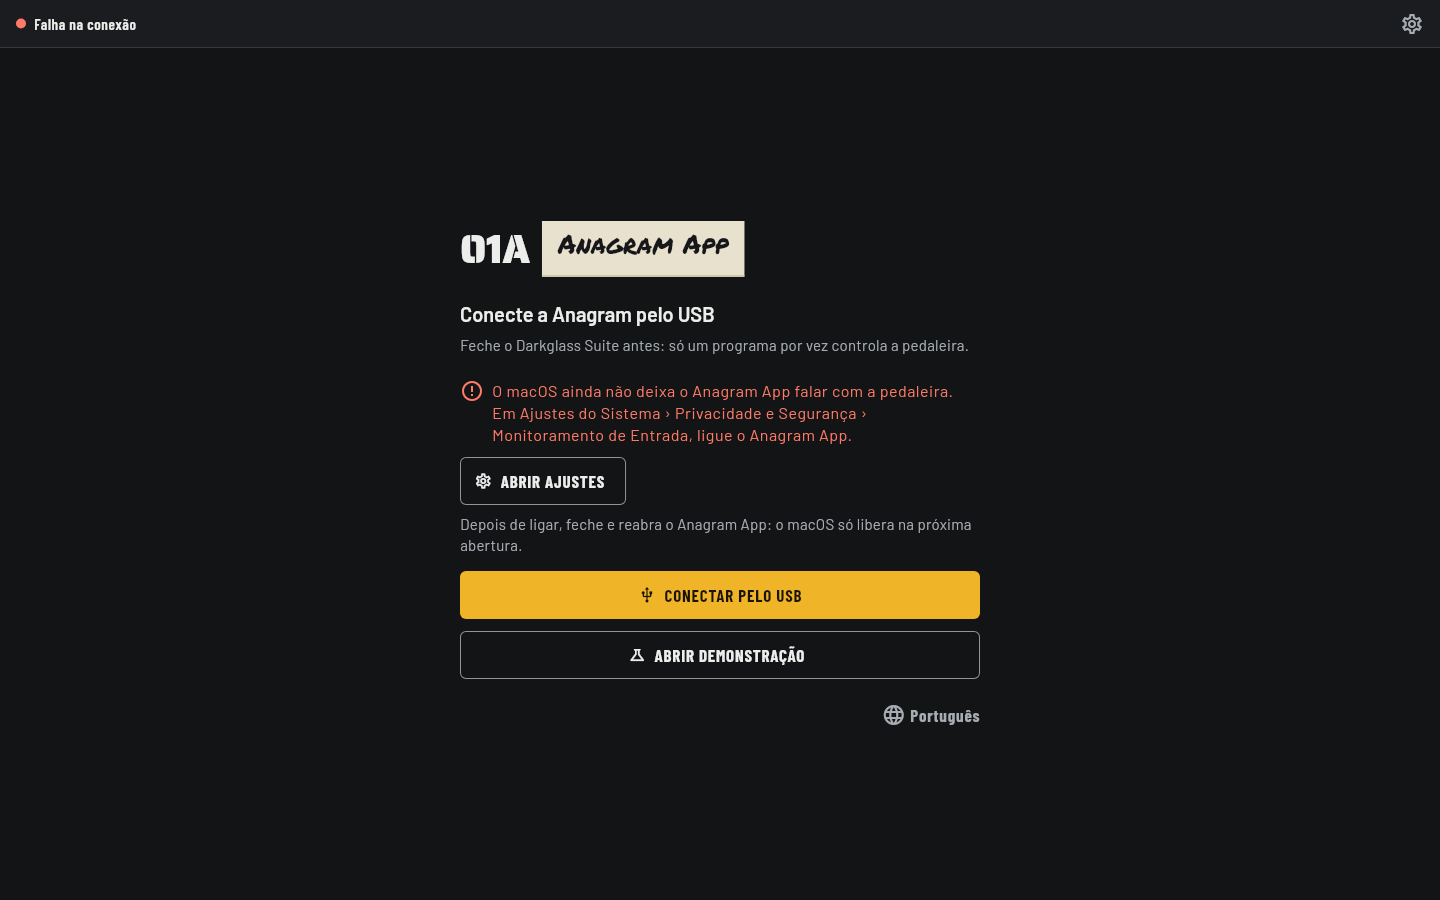 Falha na conexão
01A Anagram App
Conecte a Anagram pelo USB
Feche o Darkglass Suite antes: só um programa por vez controla a pedaleira.
O macOS ainda não deixa o Anagram App falar com a pedaleira.
Em Ajustes do Sistema › Privacidade e Segurança ›
Monitoramento de Entrada, ligue o Anagram App.
ABRIR AJUSTES
Depois de ligar, feche e reabra o Anagram App: o macOS só libera na próxima
abertura.
CONECTAR PELO USB
ABRIR DEMONSTRAÇÃO
Português